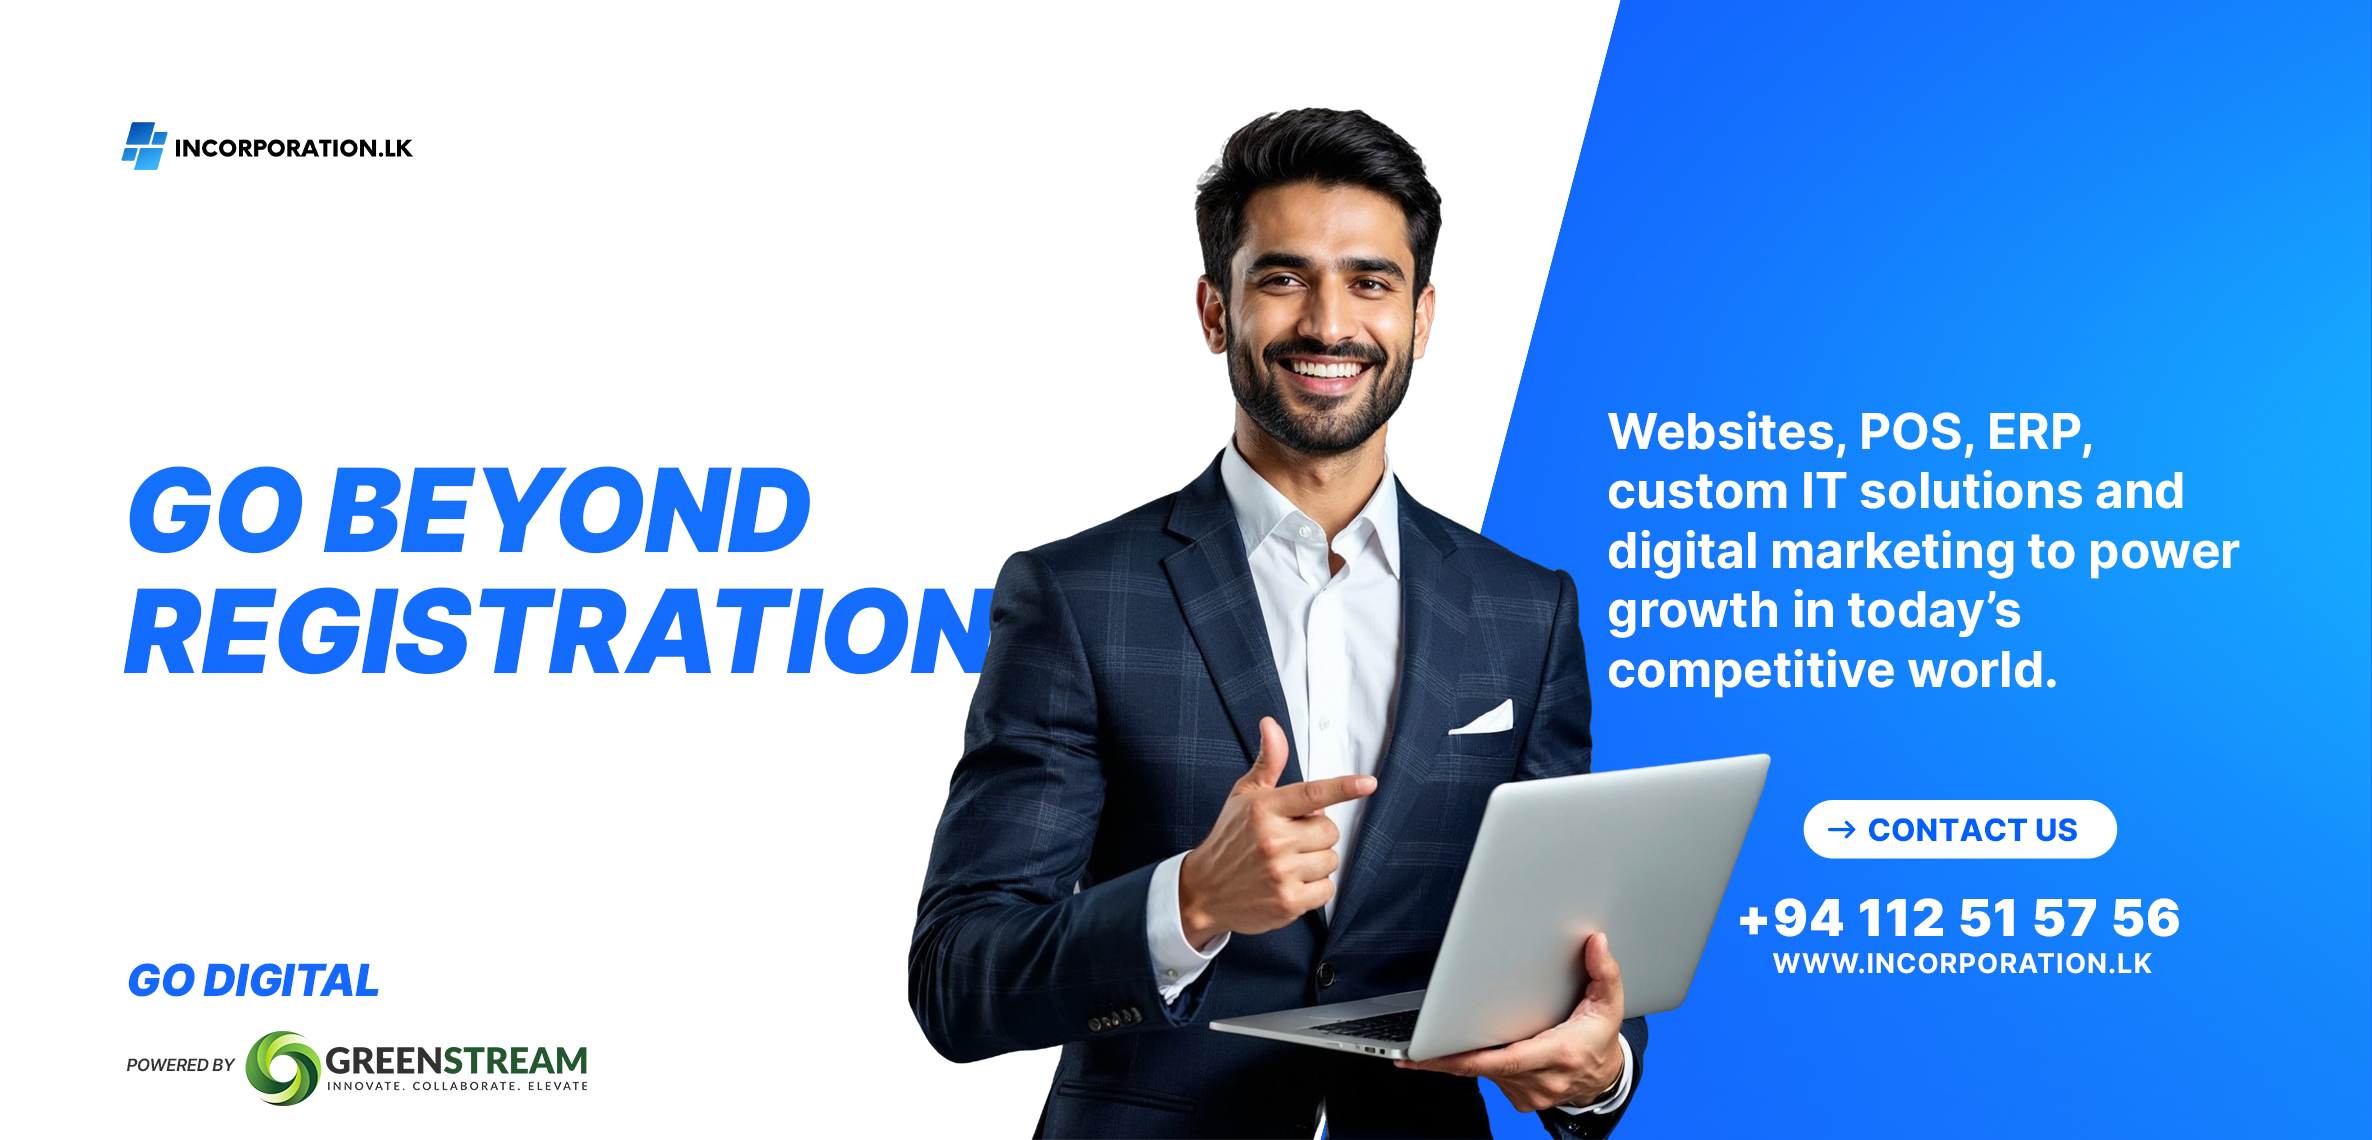 INCORPORATION.LK
GO BEYOND
REGISTRATION
GO DIGITAL
POWERED BY
GREENSTREAM
INNOVATE. COLLABORATE. ELEVATE
Websites, POS, ERP,
custom IT solutions and
digital marketing to power
growth in today’s
competitive world.
→ CONTACT US
+94 112 51 57 56
WWW.INCORPORATION.LK